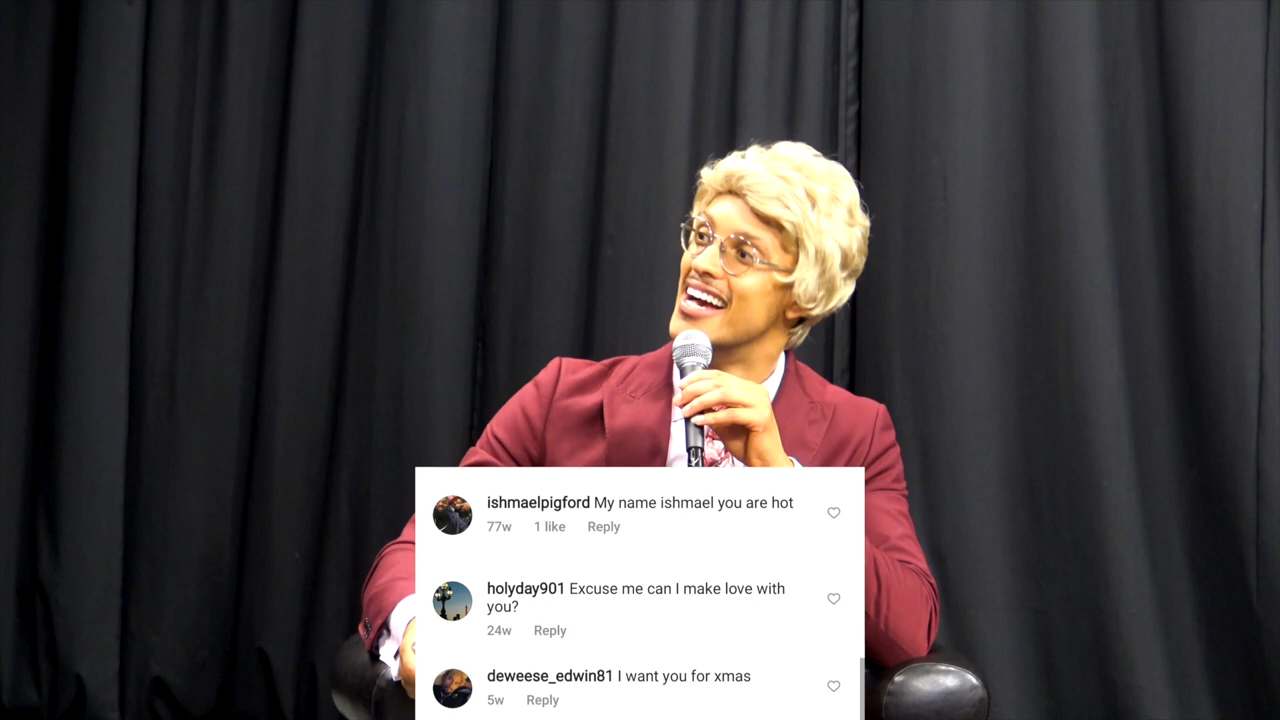 ishmaelpigford My name ishmael you are hot
77w 1 like Reply
holyday901 Excuse me can I make love with
you?
24w Reply
deweese_edwin81 I want you for xmas
5w Reply